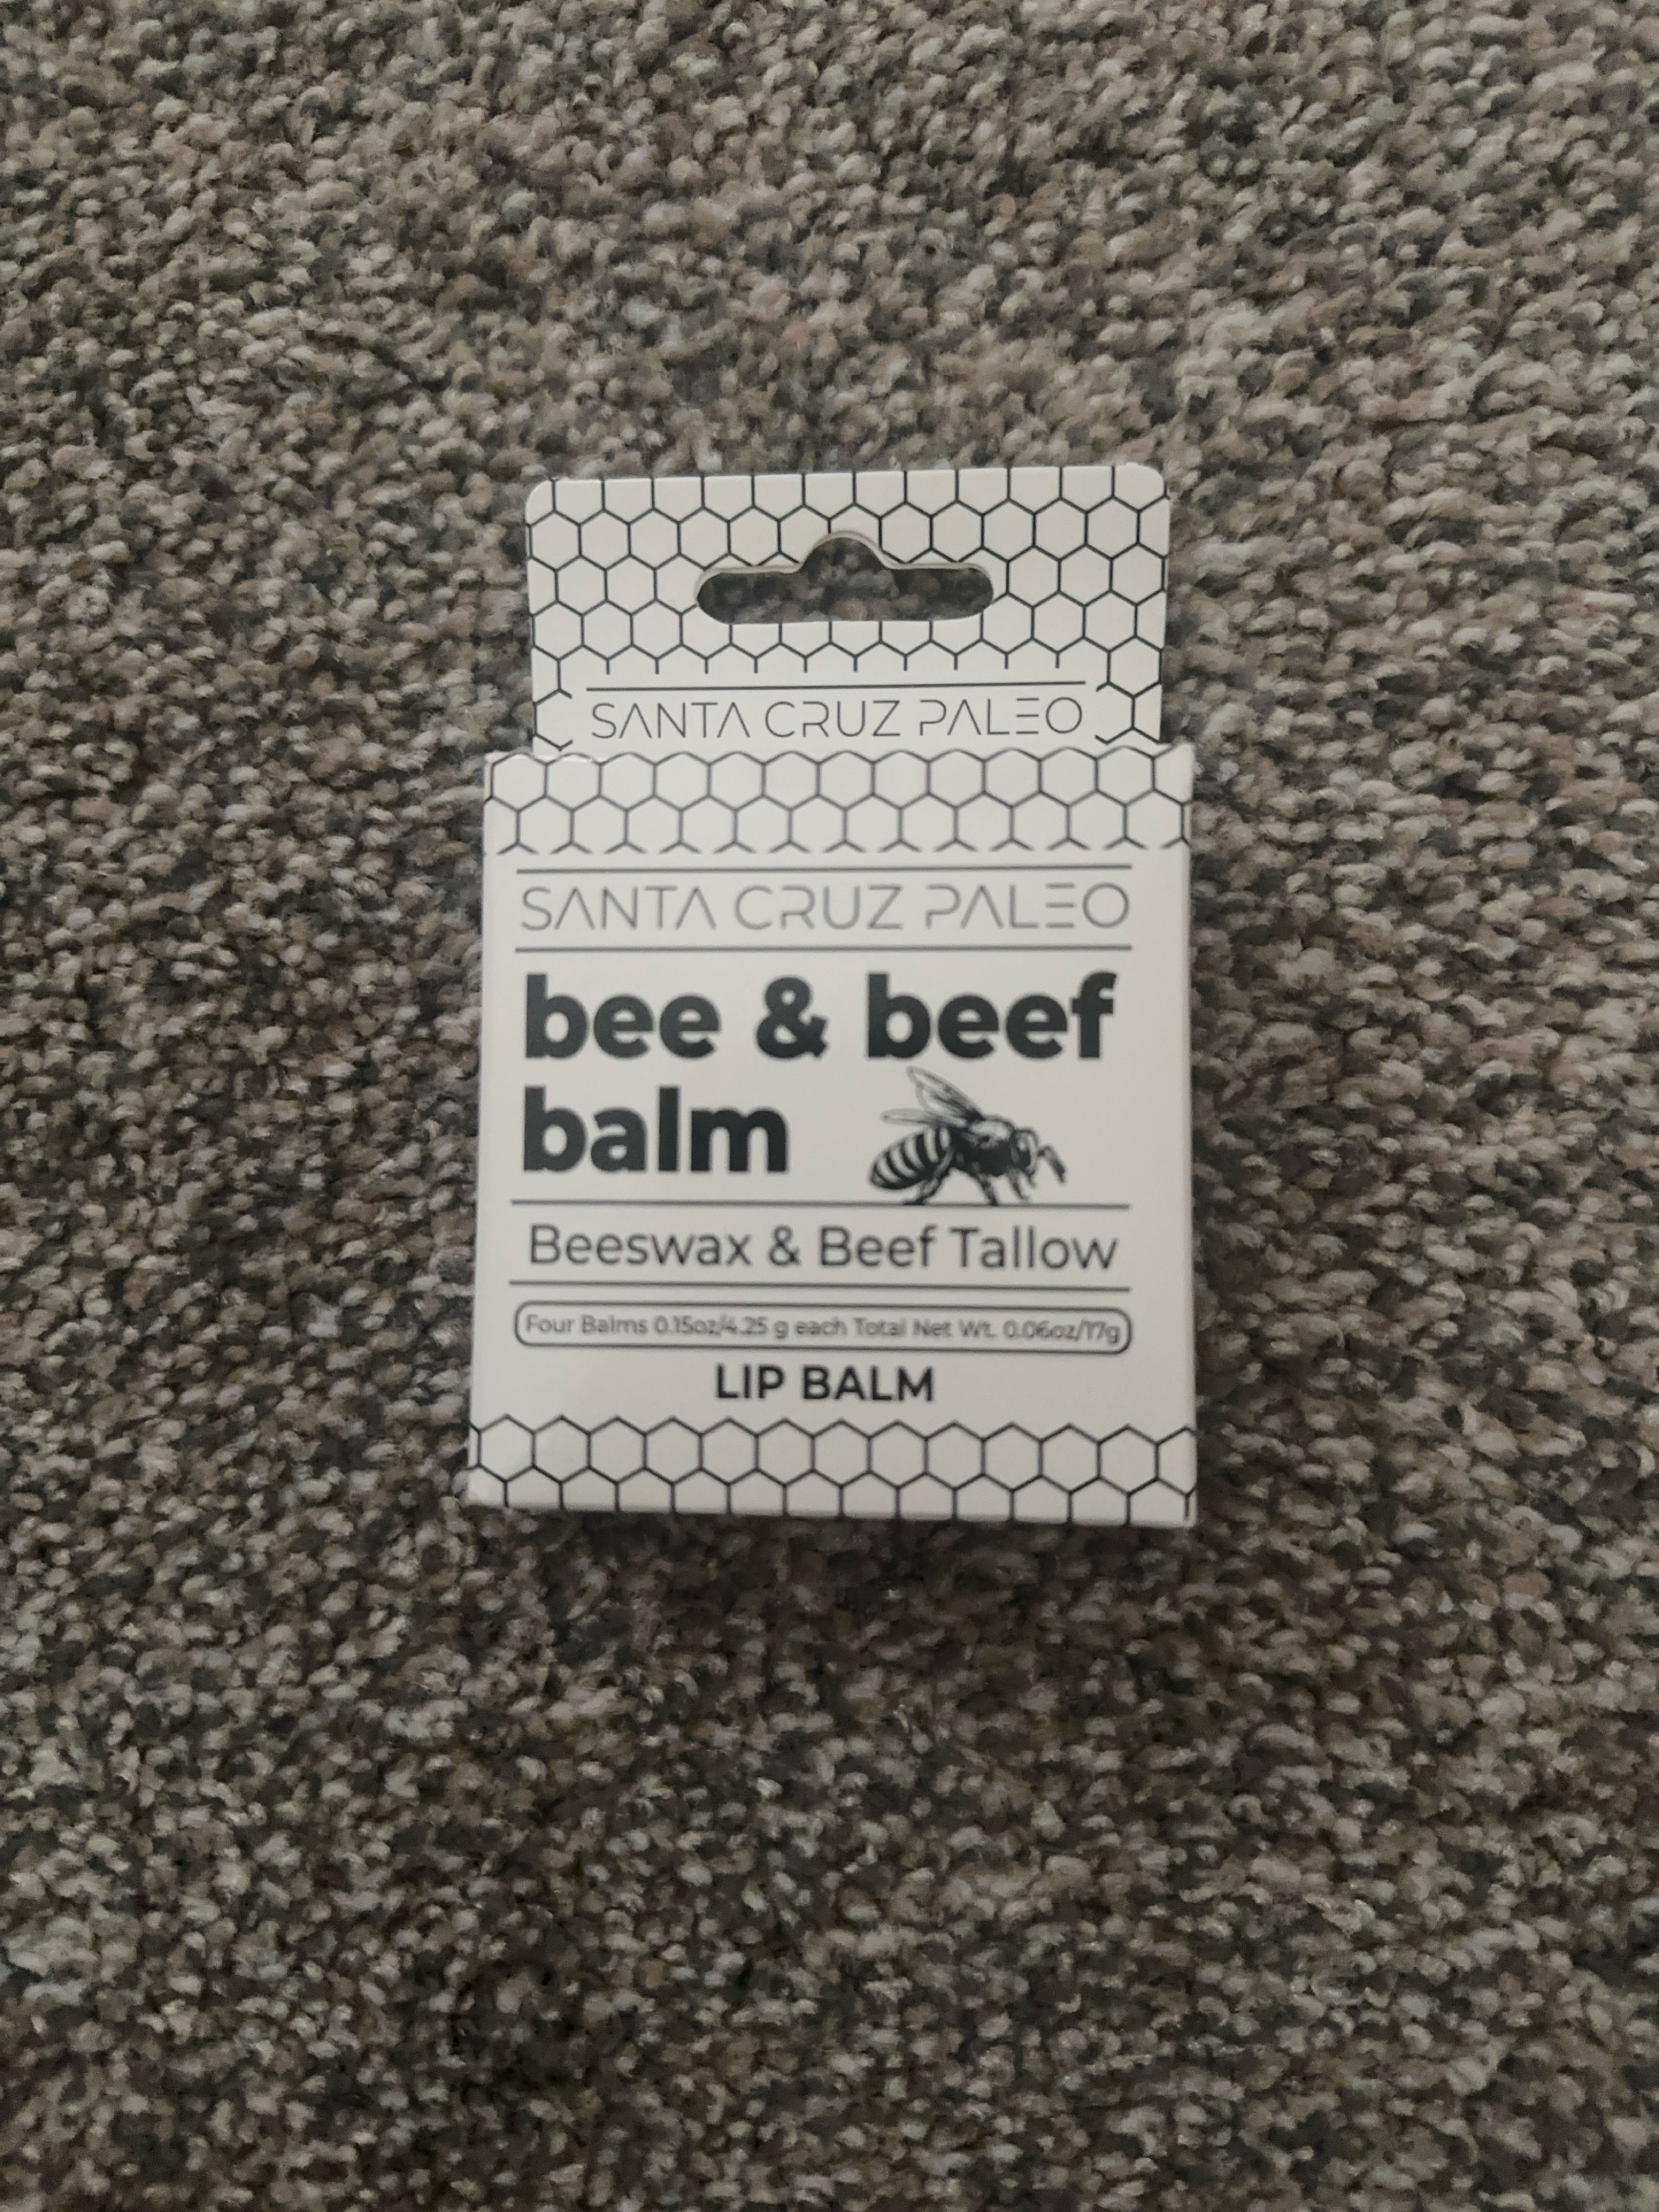 SANTA CRUZ PALEO
SANTA CRUZ PALEO
bee & beef
balm
Beeswax & Beef Tallow
Four Balms 0.15oz/4.25 g each Total Net Wt. 0.06oz/17g
LIP BALM